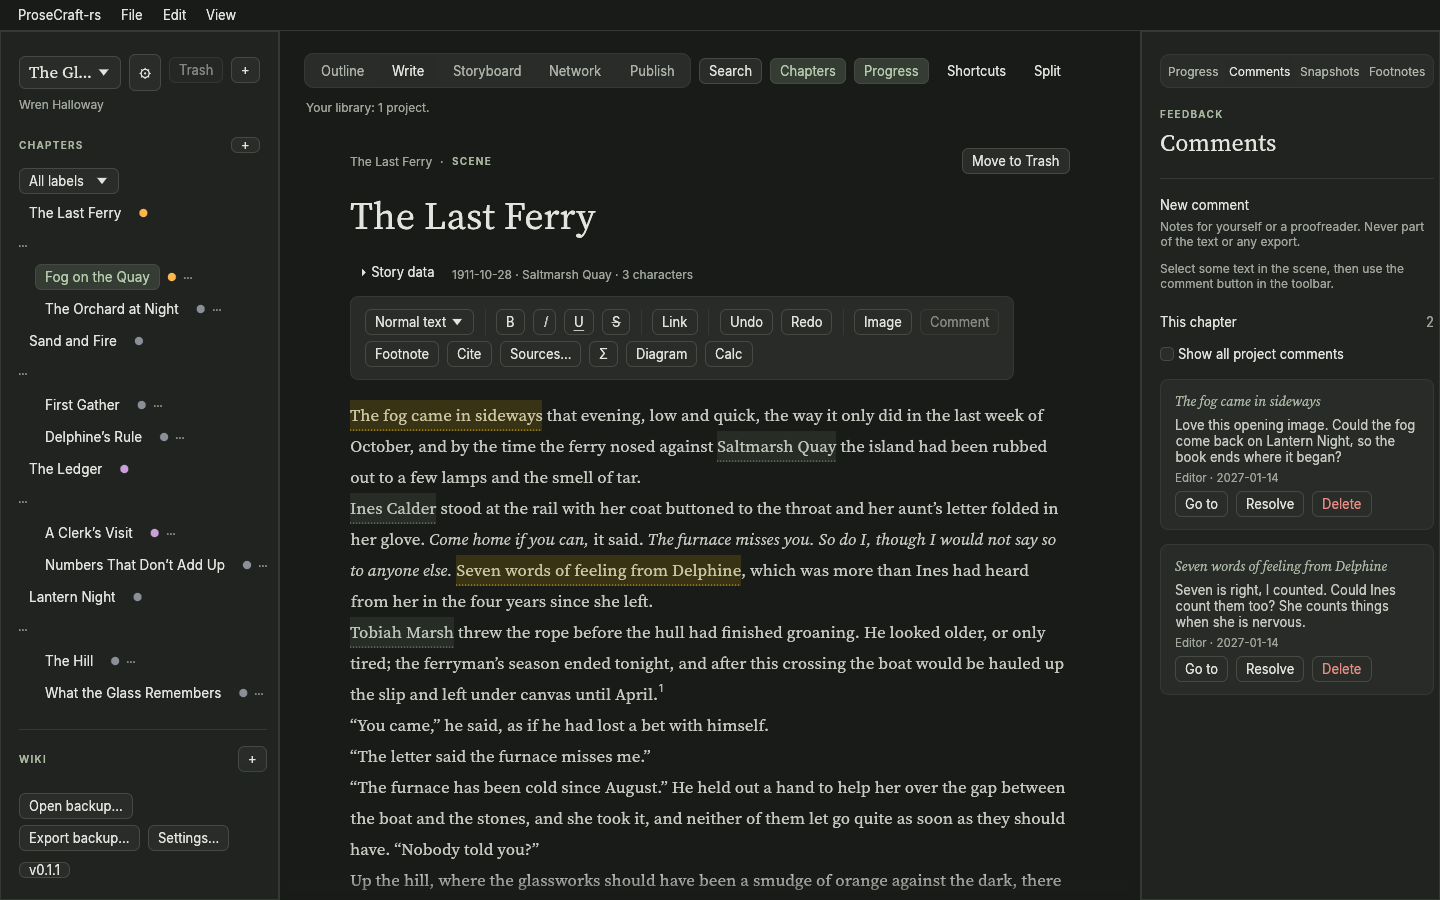 ProseCraft-rs File Edit View
The Gl... Trash +
Wren Halloway
CHAPTERS +
All labels
The Last Ferry
...
Fog on the Quay ...
The Orchard at Night ...
Sand and Fire
...
First Gather ...
Delphine’s Rule ...
The Ledger
...
A Clerk’s Visit ...
Numbers That Don’t Add Up ...
Lantern Night
...
The Hill ...
What the Glass Remembers ...
WIKI +
Open backup...
Export backup... Settings...
v0.1.1
Outline Write Storyboard Network Publish Search Chapters Progress Shortcuts Split
Your library: 1 project.
The Last Ferry · SCENE Move to Trash
The Last Ferry
Story data 1911-10-28 · Saltmarsh Quay · 3 characters
Normal text B I U S Link Undo Redo Image Comment
Footnote Cite Sources... Σ Diagram Calc
The fog came in sideways that evening, low and quick, the way it only did in the last week of
October, and by the time the ferry nosed against Saltmarsh Quay the island had been rubbed
out to a few lamps and the smell of tar.
Ines Calder stood at the rail with her coat buttoned to the throat and her aunt’s letter folded in
her glove. Come home if you can, it said. The furnace misses you. So do I, though I would not say so
to anyone else. Seven words of feeling from Delphine, which was more than Ines had heard
from her in the four years since she left.
Tobiah Marsh threw the rope before the hull had finished groaning. He looked older, or only
tired; the ferryman’s season ended tonight, and after this crossing the boat would be hauled up
the slip and left under canvas until April.1
“You came,” he said, as if he had lost a bet with himself.
“The letter said the furnace misses me.”
“The furnace has been cold since August.” He held out a hand to help her over the gap between
the boat and the stones, and she took it, and neither of them let go quite as soon as they should
have. “Nobody told you?”
Up the hill, where the glassworks should have been a smudge of orange against the dark, there
Progress Comments Snapshots Footnotes
FEEDBACK
Comments
New comment
Notes for yourself or a proofreader. Never part
of the text or any export.
Select some text in the scene, then use the
comment button in the toolbar.
This chapter 2
Show all project comments
The fog came in sideways
Love this opening image. Could the fog
come back on Lantern Night, so the
book ends where it began?
Editor · 2027-01-14
Go to Resolve Delete
Seven words of feeling from Delphine
Seven is right, I counted. Could Ines
count them too? She counts things
when she is nervous.
Editor · 2027-01-14
Go to Resolve Delete